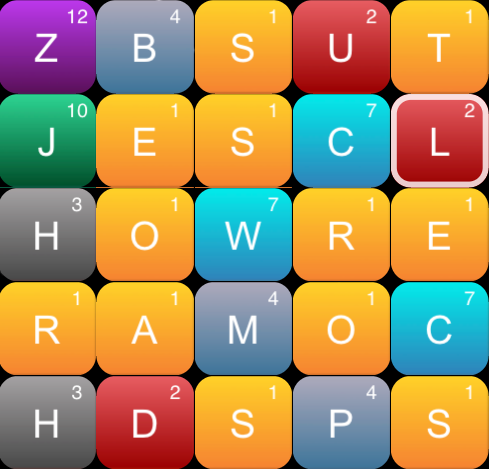 12 4 1 2 1
Z B S U T
10 1 1 7 2
J E S C L
3 1 7 1 1
H O W R E
1 1 4 1 7
R A M O C
3 2 1 4 1
H D S P S